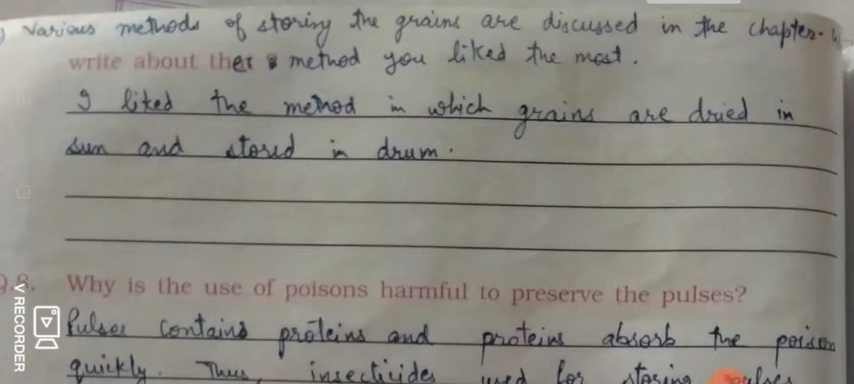 Various methods of storing the grains are discussed in the chapter.
write about thet a method you liked the most.
I liked the method in which grains are dried in
sun and stored in drum.
Q.8. Why is the use of poisons harmful to preserve the pulses?
Pulses contains proteins and proteins absorb the poison
quickly. Thus, insecticides used for storing pulses
V RECORDER